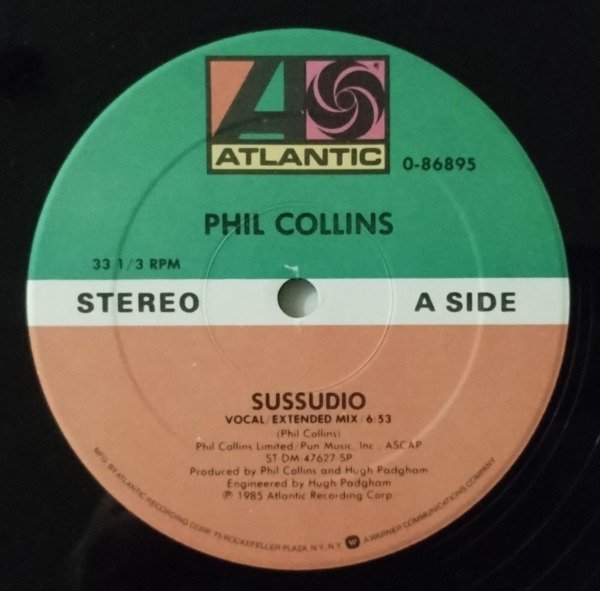 ATLANTIC
0-86895
PHIL COLLINS
33 1/3 RPM
STEREO
A SIDE
SUSSUDIO
VOCAL/EXTENDED MIX/6:53
(Phil Collins)
Phil Collins Limited/Pun Music, Inc., ASCAP
ST DM 47627 SP
Produced by Phil Collins and Hugh Padgham
Engineered by Hugh Padgham
℗ 1985 Atlantic Recording Corp.
MFG. BY ATLANTIC RECORDING CORP. 75 ROCKEFELLER PLAZA, N.Y., N.Y. A WARNER COMMUNICATIONS COMPANY